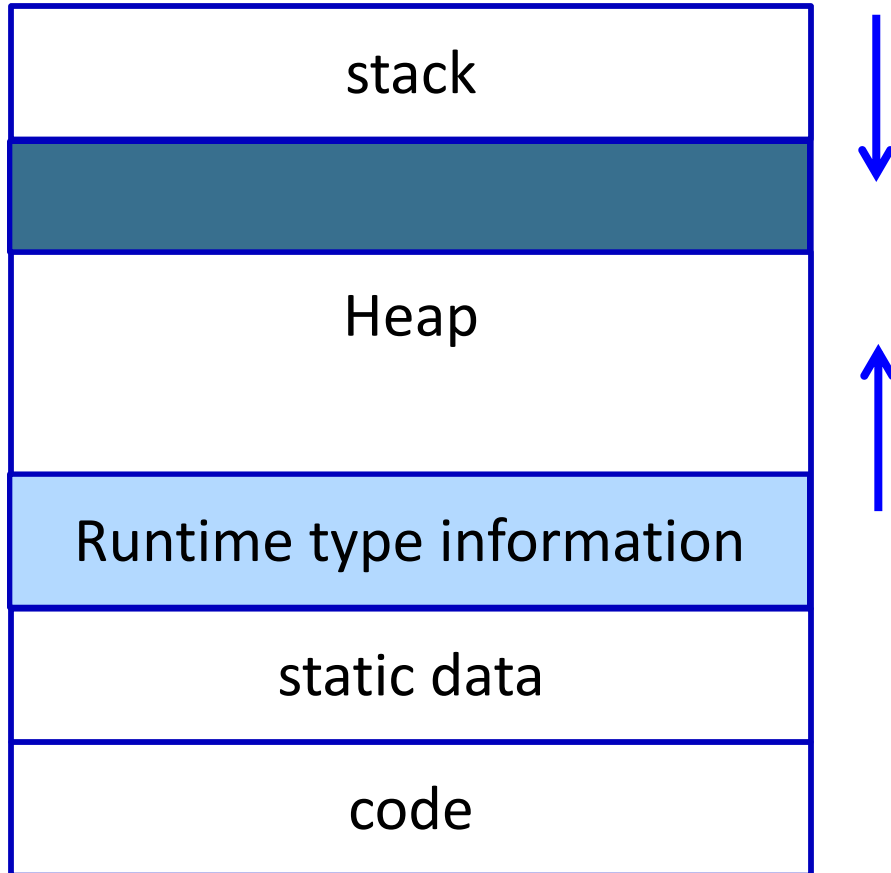 stack
Heap
Runtime type information
static data
code